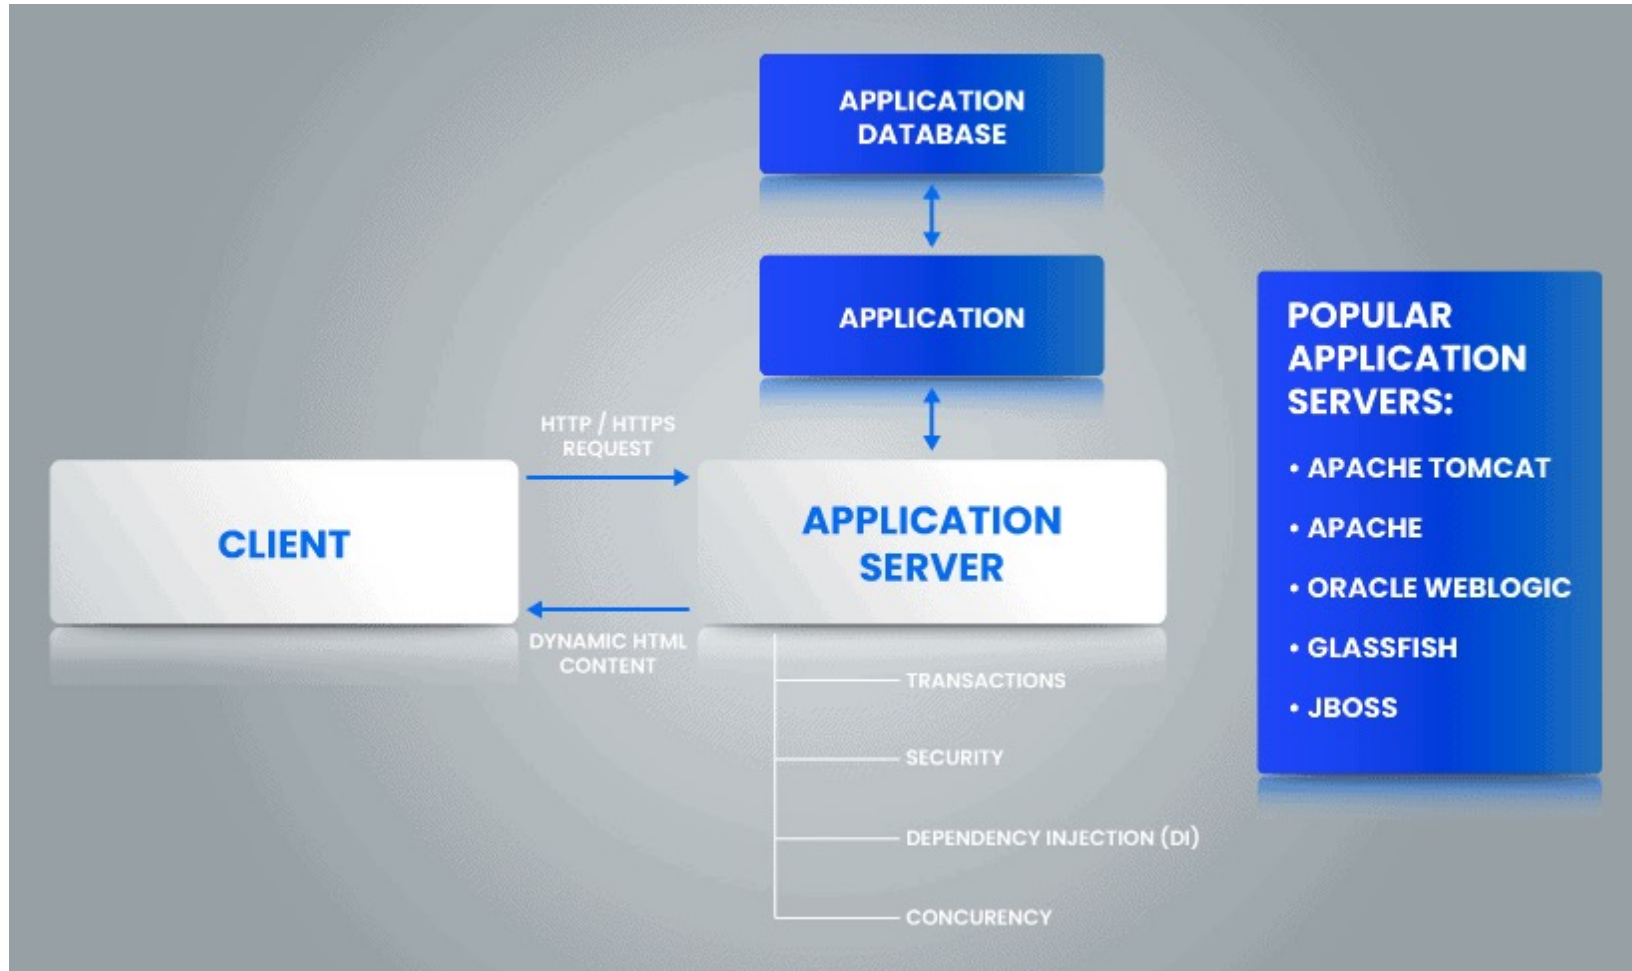 APPLICATION
DATABASE
APPLICATION
HTTP / HTTPS
REQUEST
CLIENT
APPLICATION
SERVER
DYNAMIC HTML
CONTENT
TRANSACTIONS
SECURITY
DEPENDENCY INJECTION (DI)
CONCURENCY
POPULAR
APPLICATION
SERVERS:
• APACHE TOMCAT
• APACHE
• ORACLE WEBLOGIC
• GLASSFISH
• JBOSS